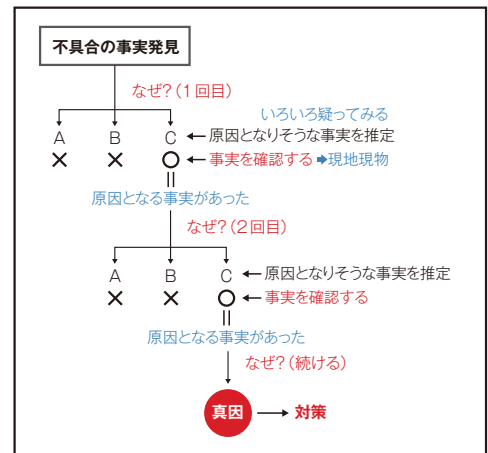 不具合の事実発見
なぜ?(1回目)
いろいろ疑ってみる
A B C ←原因となりそうな事実を推定
× × ○ ←事実を確認する ➡現地現物
原因となる事実があった
なぜ?(2回目)
A B C ←原因となりそうな事実を推定
× × ○ ←事実を確認する
原因となる事実があった
なぜ?(続ける)
真因 → 対策